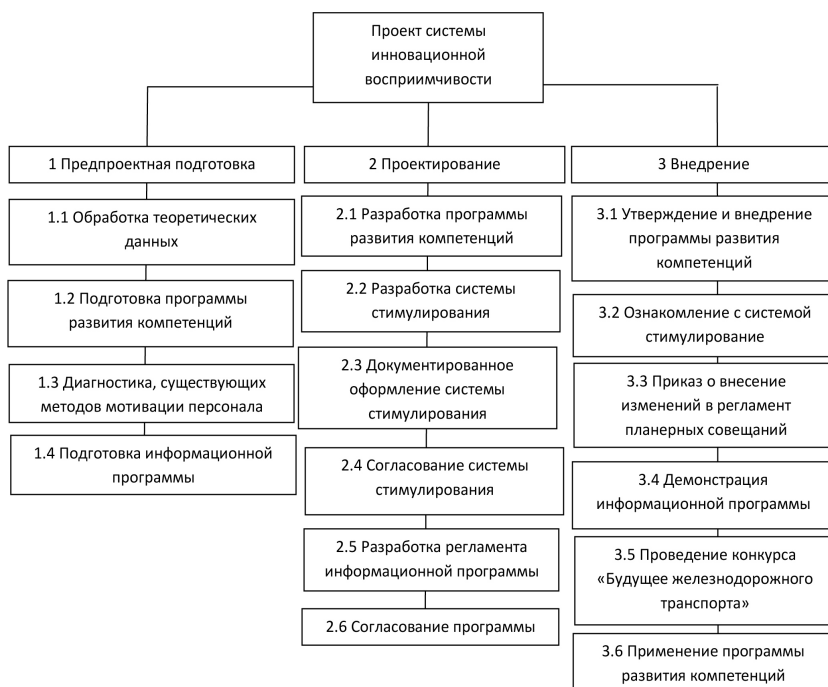 Проект системы
инновационной
восприимчивости
1 Предпроектная подготовка
1.1 Обработка теоретических
данных
1.2 Подготовка программы
развития компетенций
1.3 Диагностика, существующих
методов мотивации персонала
1.4 Подготовка информационной
программы
2 Проектирование
2.1 Разработка программы
развития компетенций
2.2 Разработка системы
стимулирования
2.3 Документированное
оформление системы
стимулирования
2.4 Согласование системы
стимулирования
2.5 Разработка регламента
информационной программы
2.6 Согласование программы
3 Внедрение
3.1 Утверждение и внедрение
программы развития
компетенций
3.2 Ознакомление с системой
стимулирование
3.3 Приказ о внесение
изменений в регламент
планерных совещаний
3.4 Демонстрация
информационной программы
3.5 Проведение конкурса
«Будущее железнодорожного
транспорта»
3.6 Применение программы
развития компетенций